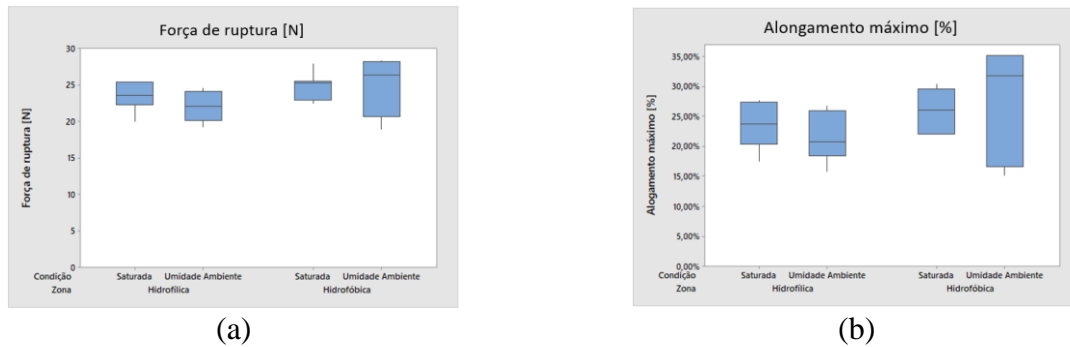 Força de ruptura [N]
Força de ruptura [N]
30
25
20
15
10
5
0
Condição Saturada Umidade Ambiente Saturada Umidade Ambiente
Zona Hidrofílica Hidrofóbica
(a)
Alongamento máximo [%]
Alogamento máximo [%]
35,00%
30,00%
25,00%
20,00%
15,00%
10,00%
5,00%
0,00%
Condição Saturada Umidade Ambiente Saturada Umidade Ambiente
Zona Hidrofílica Hidrofóbica
(b)